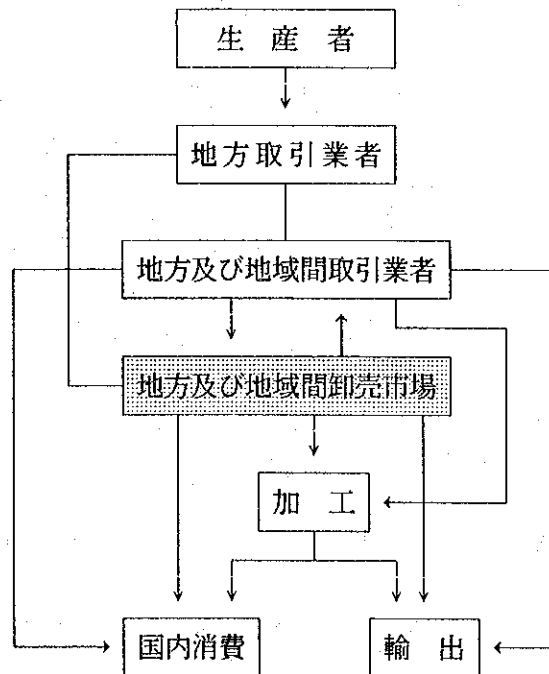 生産者
地方取引業者
地方及び地域間取引業者
地方及び地域間卸売市場
加工
国内消費
輸出